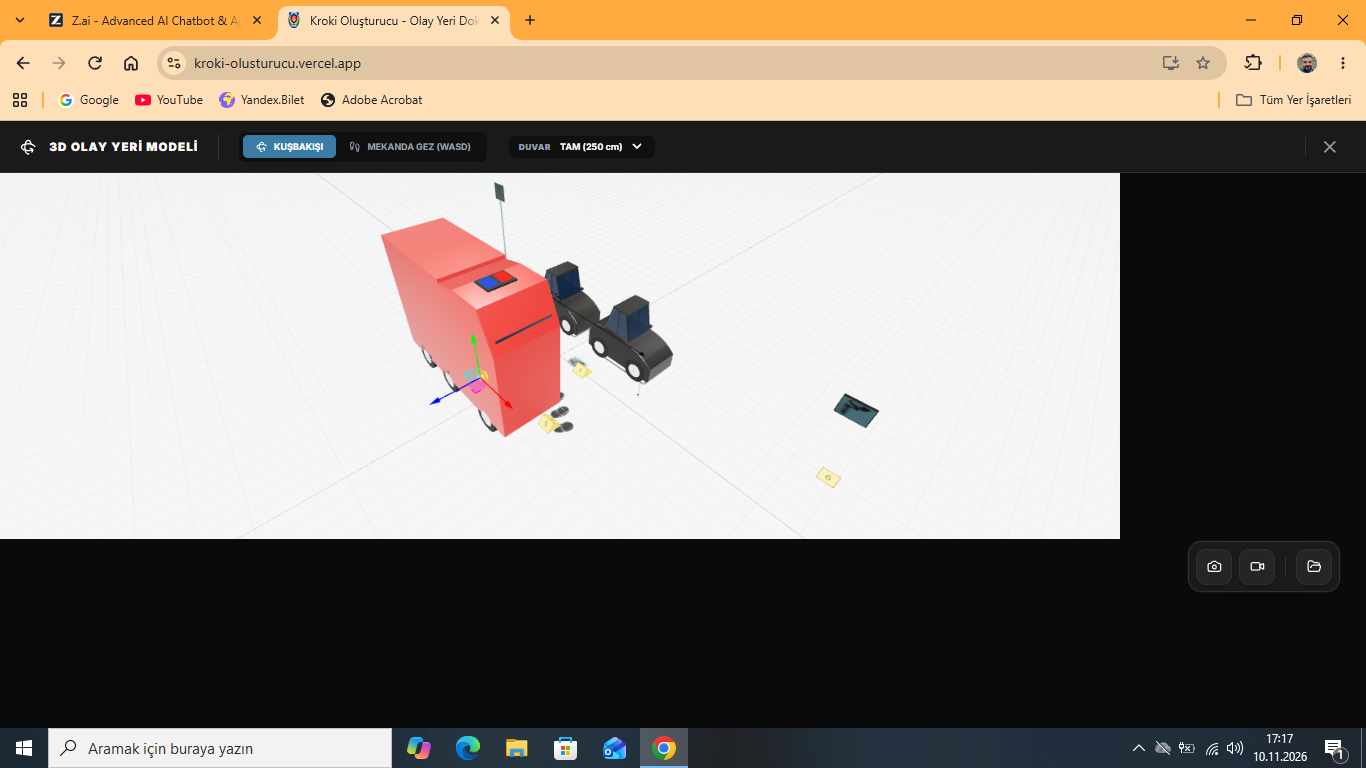 Z.ai - Advanced AI Chatbot & Ag
Kroki Oluşturucu - Olay Yeri Dok
kroki-olusturucu.vercel.app
Google
YouTube
Yandex.Bilet
Adobe Acrobat
Tüm Yer İşaretleri
3D OLAY YERİ MODELİ
KUŞBAKIŞI
MEKANDA GEZ (WASD)
DUVAR
TAM (250 cm)
Aramak için buraya yazın
17:17
10.11.2026
1